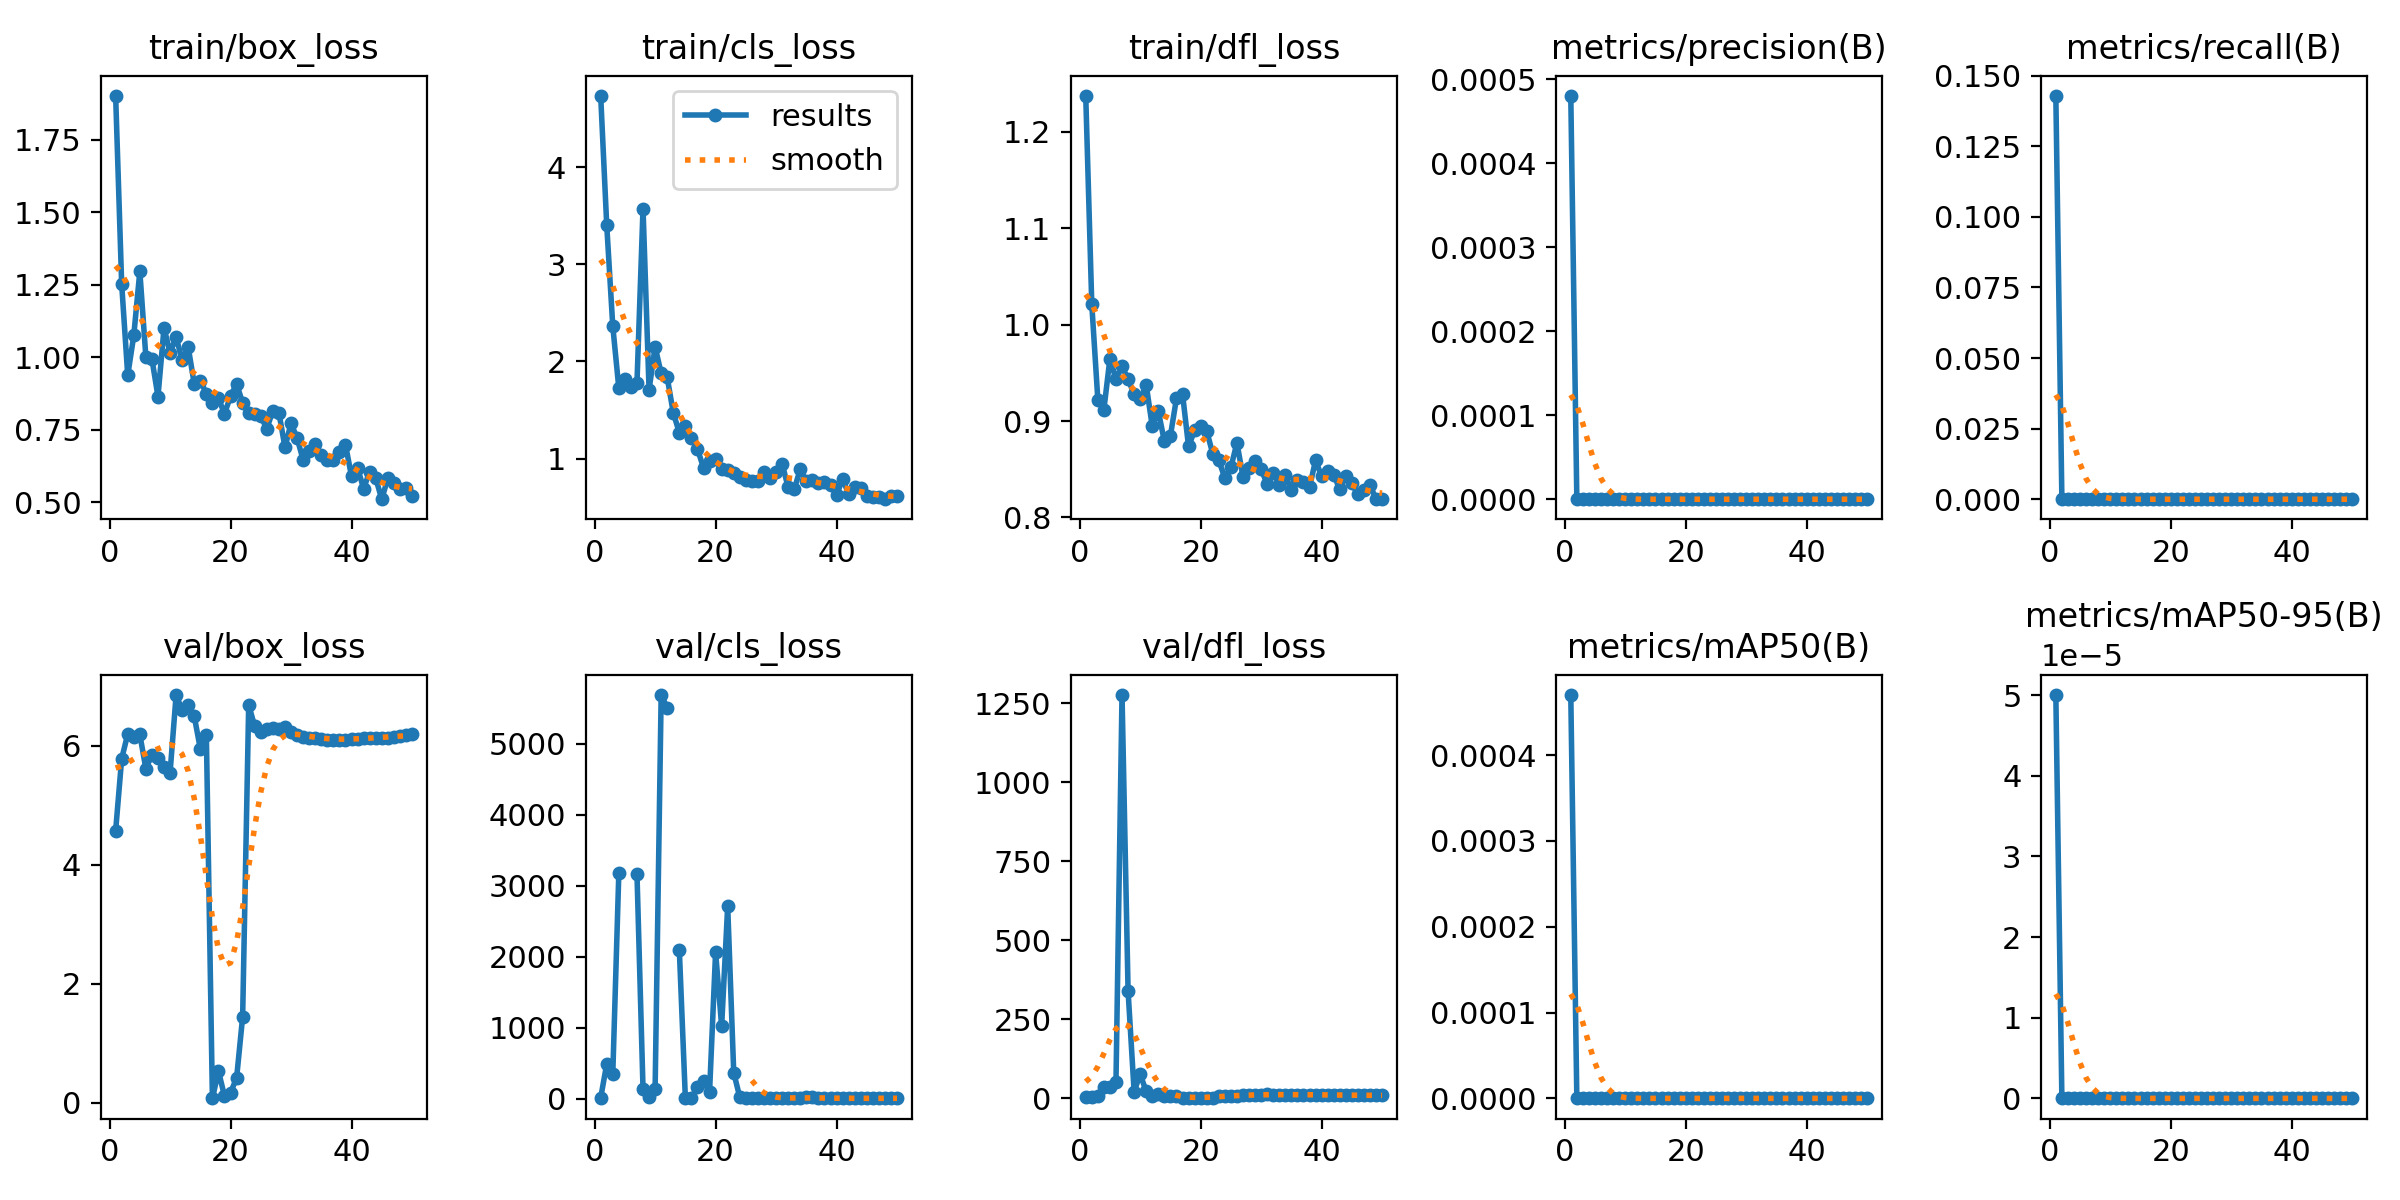 train/box_loss
1.75
1.50
1.25
1.00
0.75
0.50
0 20 40
train/cls_loss
results
smooth
4
3
2
1
0 20 40
train/dfl_loss
1.2
1.1
1.0
0.9
0.8
0 20 40
metrics/precision(B)
0.0005
0.0004
0.0003
0.0002
0.0001
0.0000
0 20 40
metrics/recall(B)
0.150
0.125
0.100
0.075
0.050
0.025
0.000
0 20 40
val/box_loss
6
4
2
0
0 20 40
val/cls_loss
5000
4000
3000
2000
1000
0
0 20 40
val/dfl_loss
1250
1000
750
500
250
0
0 20 40
metrics/mAP50(B)
0.0004
0.0003
0.0002
0.0001
0.0000
0 20 40
metrics/mAP50-95(B)
1e−5
5
4
3
2
1
0
0 20 40